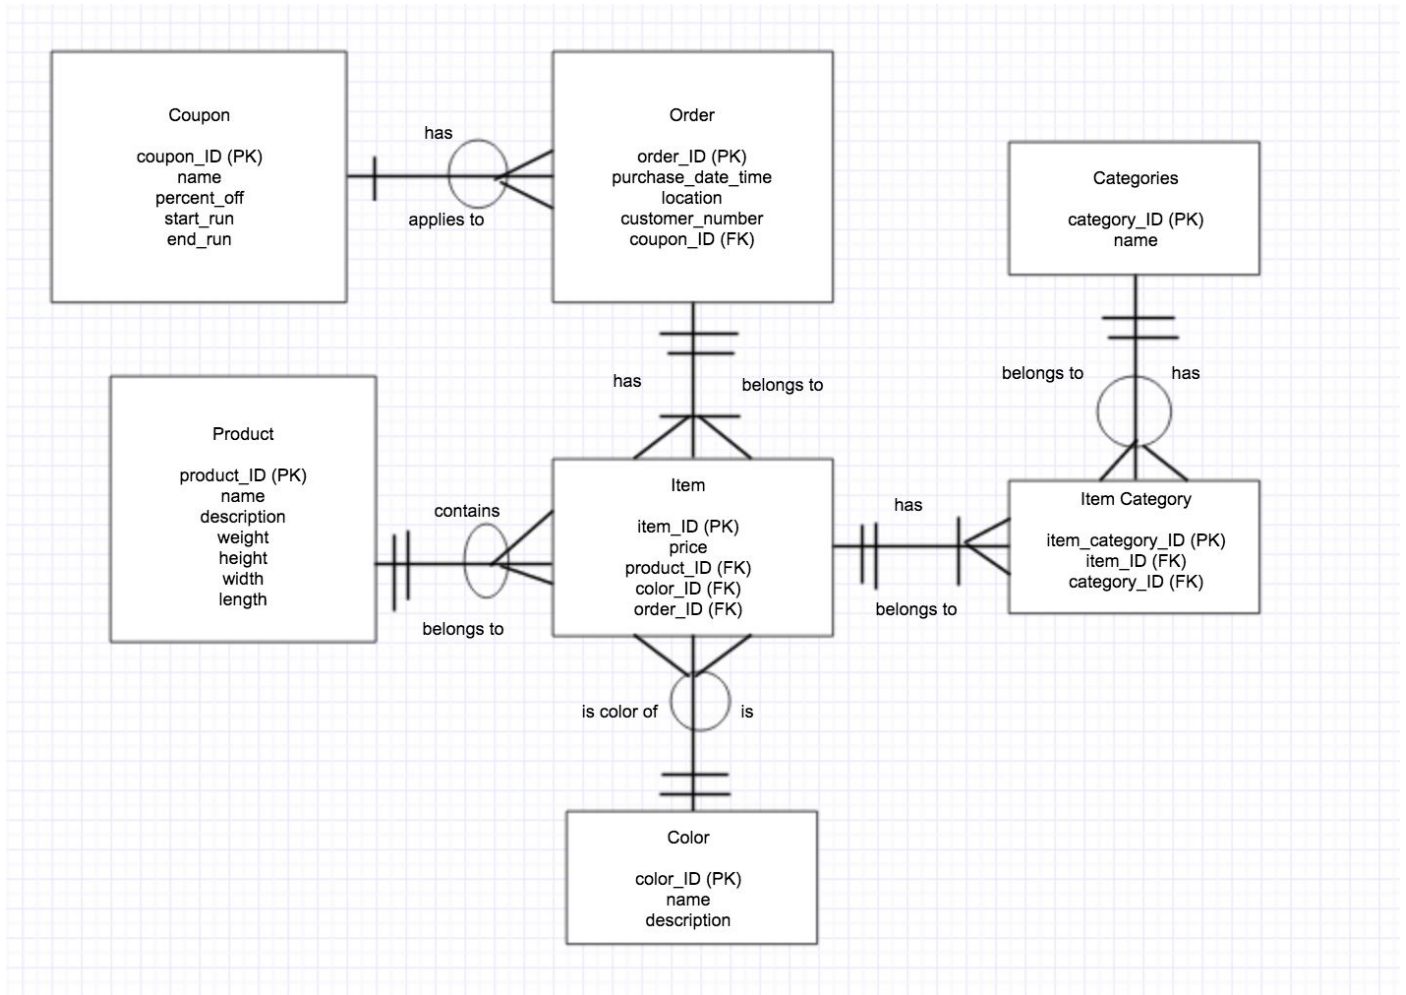 Coupon
coupon_ID (PK)
name
percent_off
start_run
end_run
has
applies to
Order
order_ID (PK)
purchase_date_time
location
customer_number
coupon_ID (FK)
Categories
category_ID (PK)
name
has
belongs to
belongs to
has
Product
product_ID (PK)
name
description
weight
height
width
length
contains
belongs to
Item
item_ID (PK)
price
product_ID (FK)
color_ID (FK)
order_ID (FK)
has
belongs to
Item Category
item_category_ID (PK)
item_ID (FK)
category_ID (FK)
is color of
is
Color
color_ID (PK)
name
description